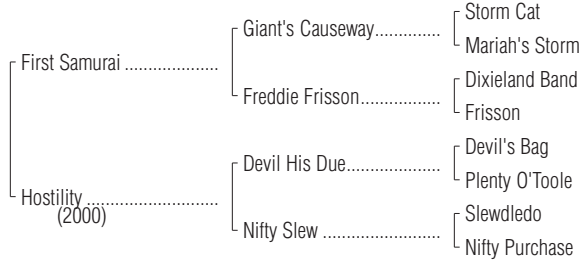 Storm Cat
Giant's Causeway..............
Mariah's Storm
First Samurai ....................
Dixieland Band
Freddie Frisson.................
Frisson
Devil's Bag
Devil His Due....................
Plenty O'Toole
Hostility ............................
(2000)
Slewdledo
Nifty Slew .........................
Nifty Purchase